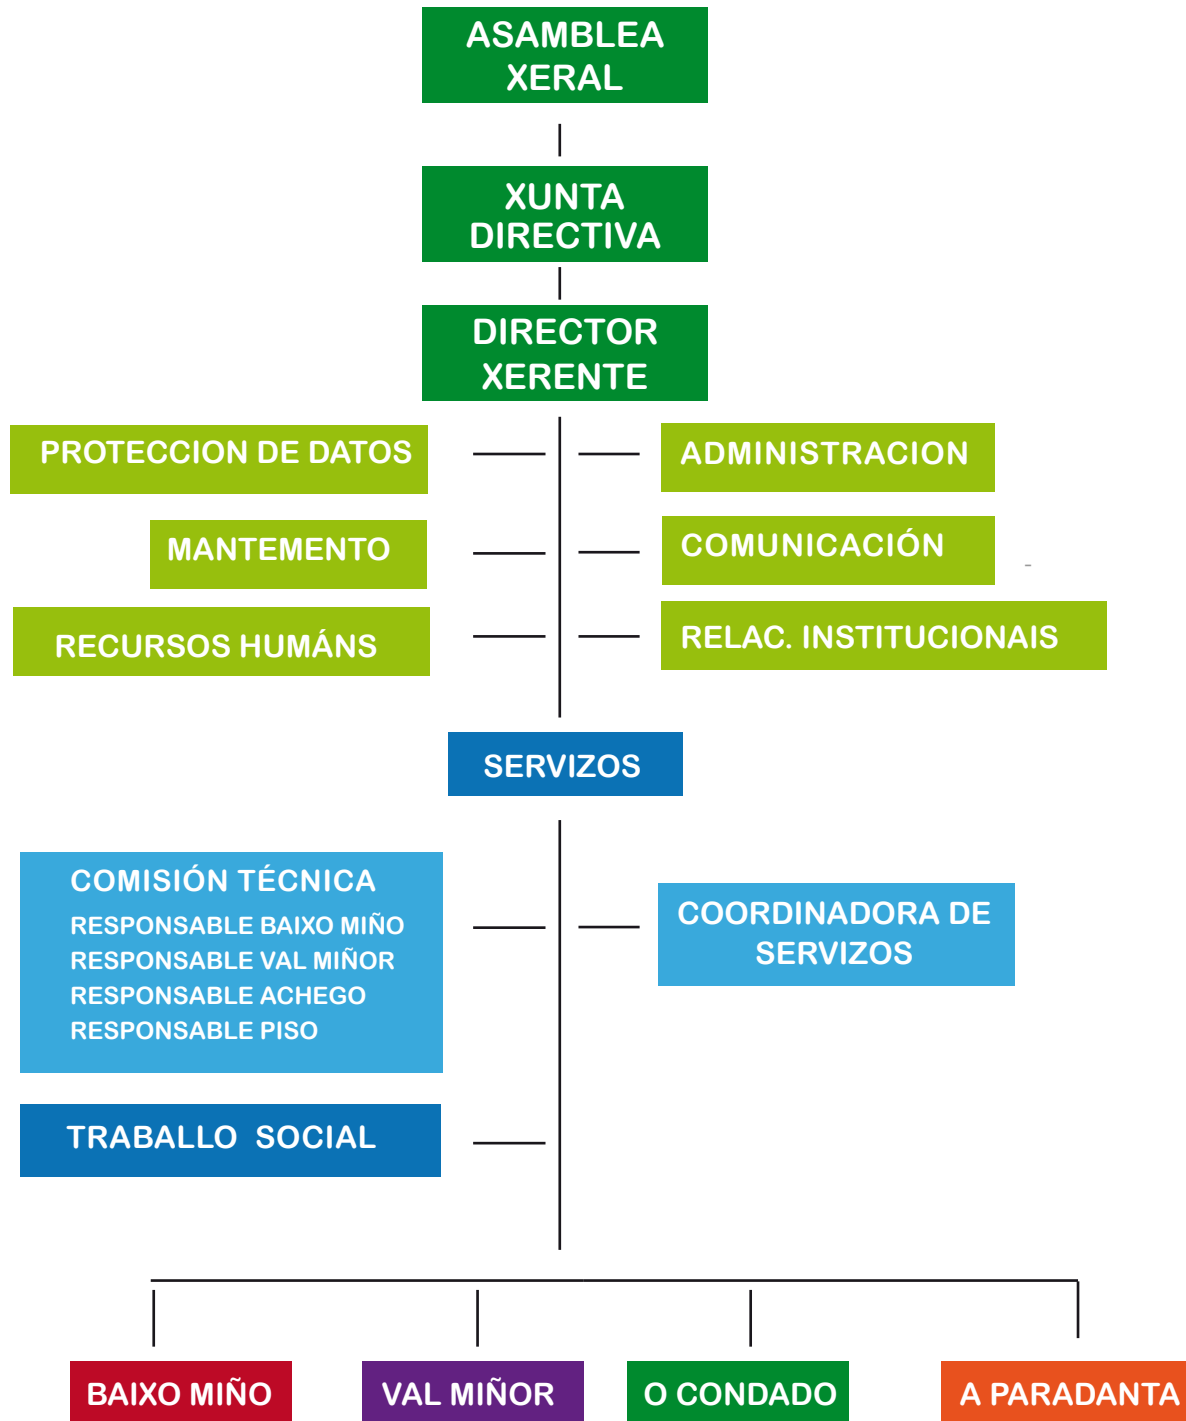 ASAMBLEA
XERAL
XUNTA
DIRECTIVA
DIRECTOR
XERENTE
PROTECCION DE DATOS
ADMINISTRACION
MANTEMENTO
COMUNICACIÓN
-
RECURSOS HUMÁNS
RELAC. INSTITUCIONAIS
SERVIZOS
COMISIÓN TÉCNICA
RESPONSABLE BAIXO MIÑO
RESPONSABLE VAL MIÑOR
RESPONSABLE ACHEGO
RESPONSABLE PISO
COORDINADORA DE
SERVIZOS
TRABALLO SOCIAL
BAIXO MIÑO
VAL MIÑOR
O CONDADO
A PARADANTA